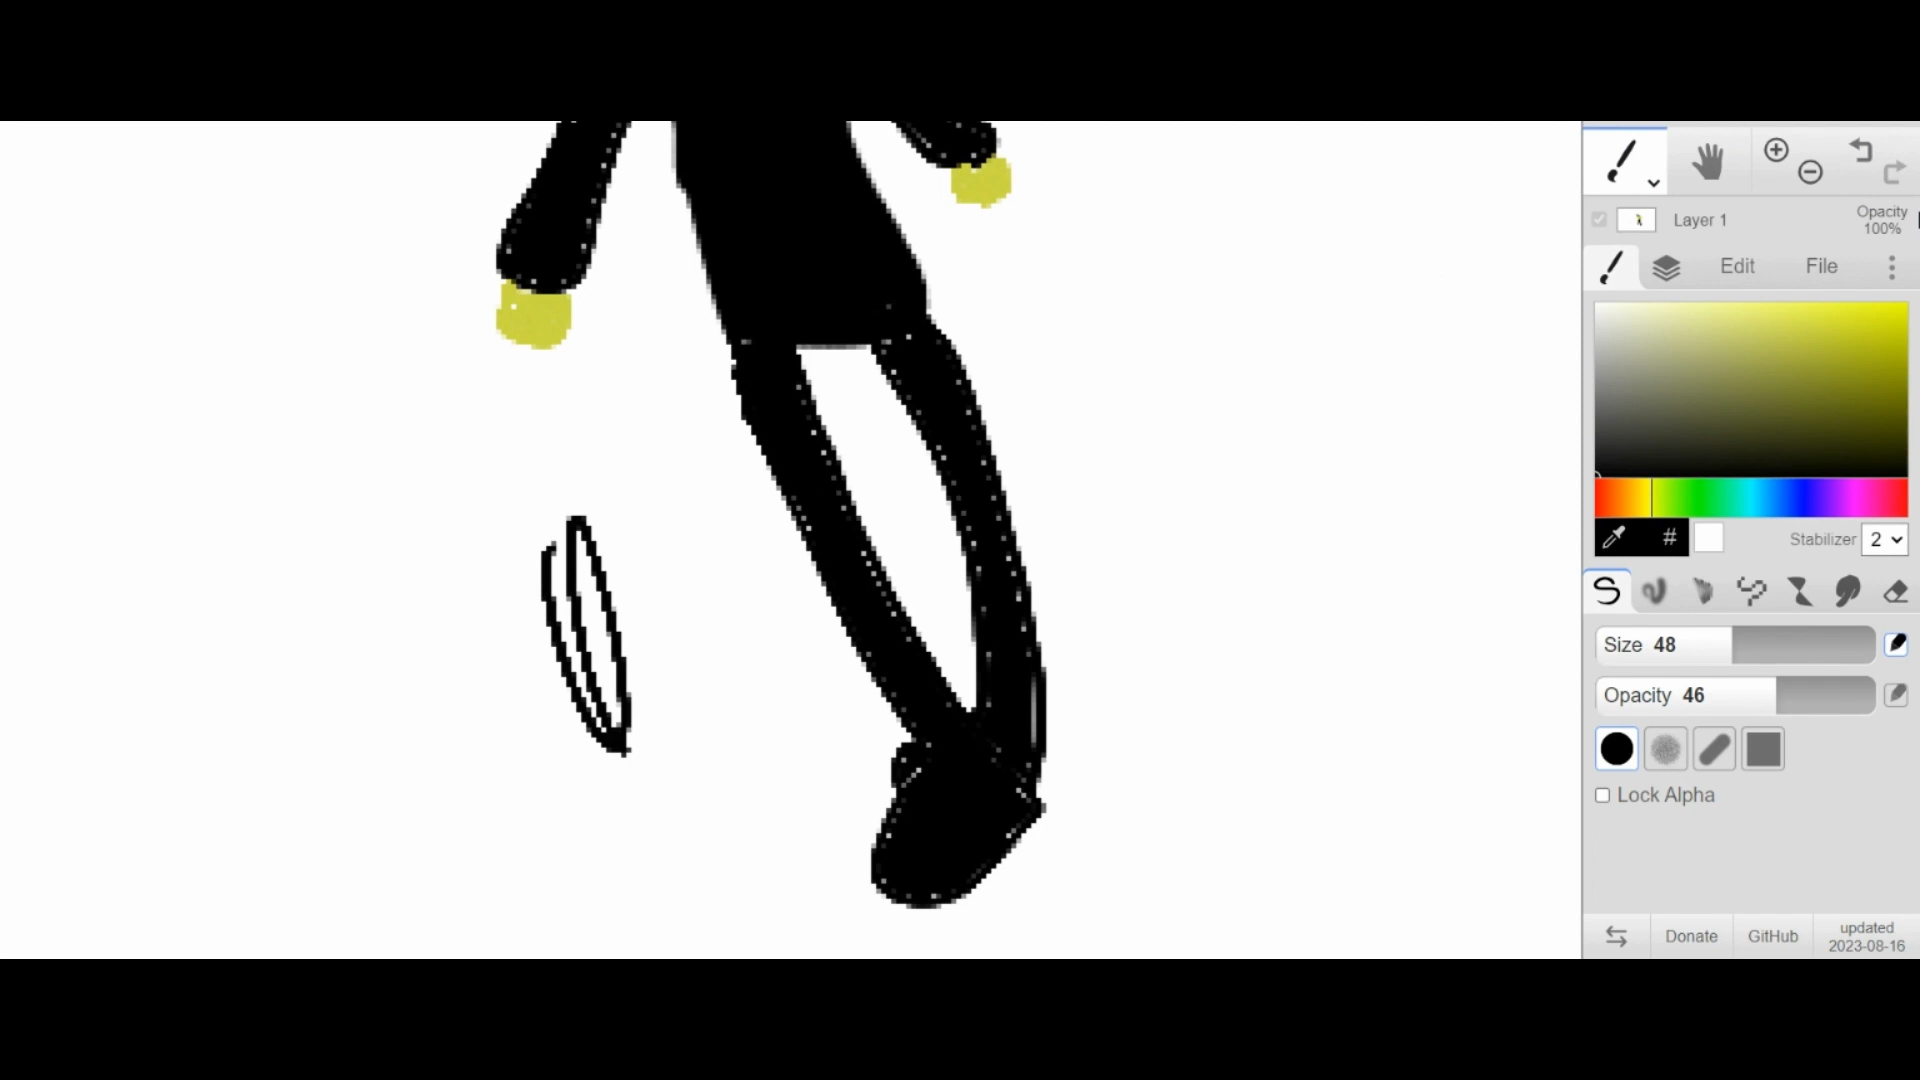 Layer 1
Opacity
100%
Edit
File
#
Stabilizer 2
Size 48
Opacity 46
Lock Alpha
Donate
GitHub
updated
2023-08-16